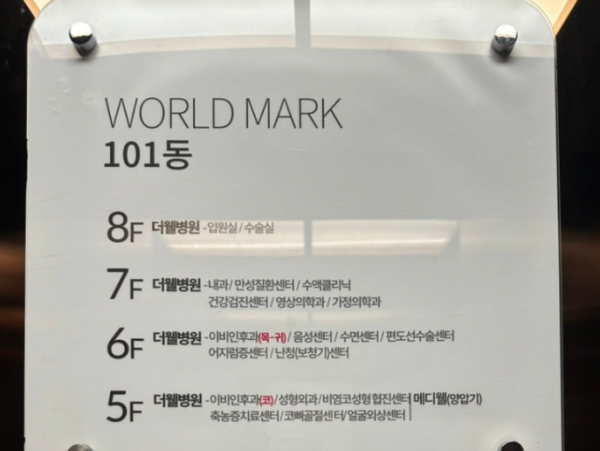 WORLD MARK
101동
8F 더웰병원 -입원실 / 수술실
7F 더웰병원 -내과 / 만성질환센터 / 수액클리닉
건강검진센터 / 영상의학과 / 가정의학과
6F 더웰병원 -이비인후과(목·귀) / 음성센터 / 수면센터 / 편도선수술센터
어지럼증센터 / 난청(보청기)센터
5F 더웰병원 -이비인후과(코) / 성형외과 / 비염코성형협진센터 메디웰(양압기)
축농증치료센터 / 코뼈골절센터 / 얼굴외상센터